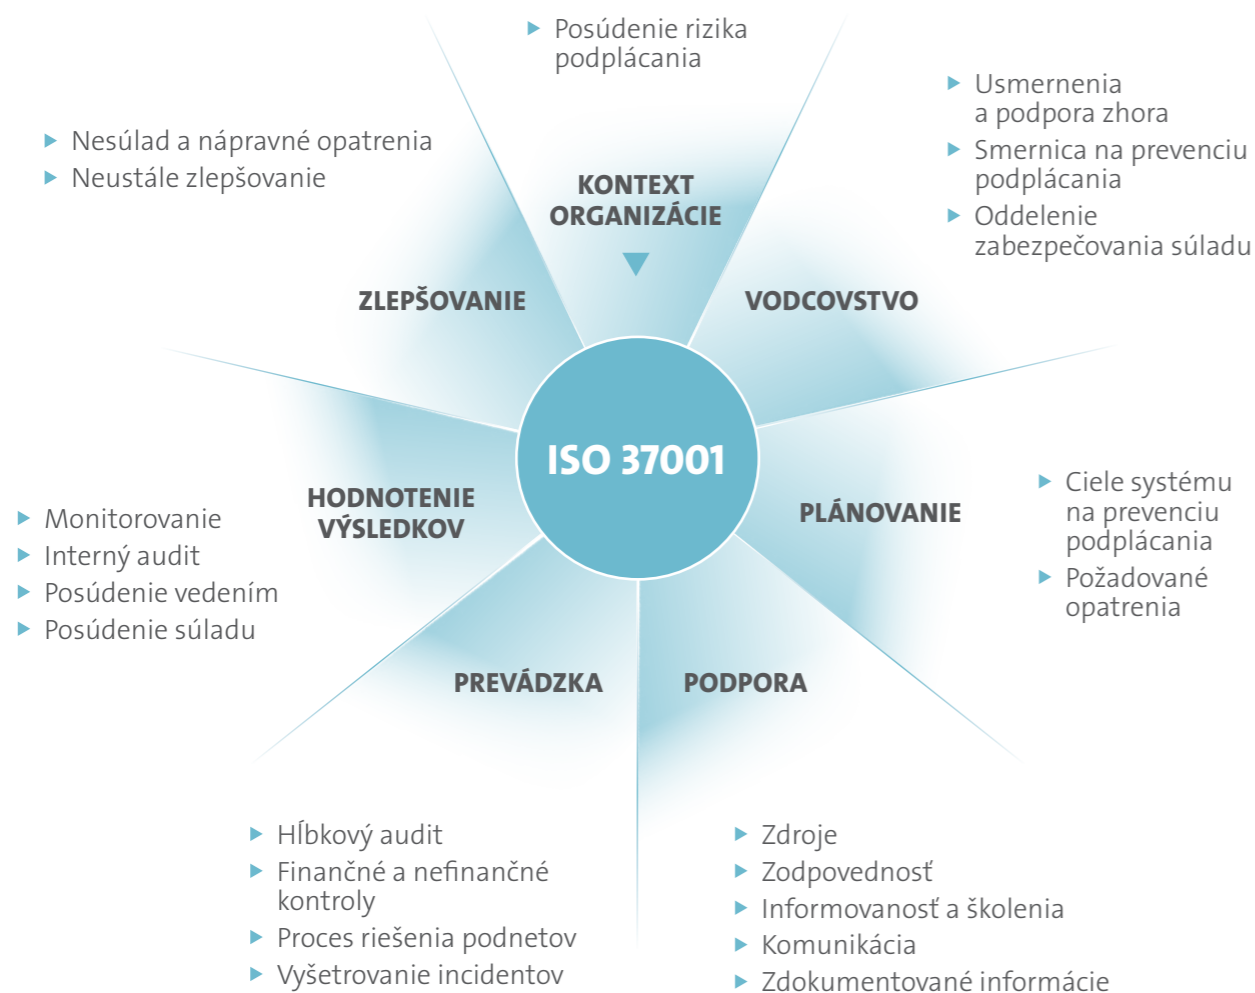 Posúdenie rizika
podplácania
KONTEXT
ORGANIZÁCIE
Usmernenia
a podpora zhora
Smernica na prevenciu
podplácania
Oddelenie
zabezpečovania súladu
VODCOVSTVO
Ciele systému
na prevenciu
podplácania
Požadované
opatrenia
PLÁNOVANIE
PODPORA
Zdroje
Zodpovednosť
Informovanosť a školenia
Komunikácia
Zdokumentované informácie
PREVÁDZKA
Hĺbkový audit
Finančné a nefinančné
kontroly
Proces riešenia podnetov
Vyšetrovanie incidentov
HODNOTENIE
VÝSLEDKOV
Monitorovanie
Interný audit
Posúdenie vedením
Posúdenie súladu
ZLEPŠOVANIE
Nesúlad a nápravné opatrenia
Neustále zlepšovanie
ISO 37001